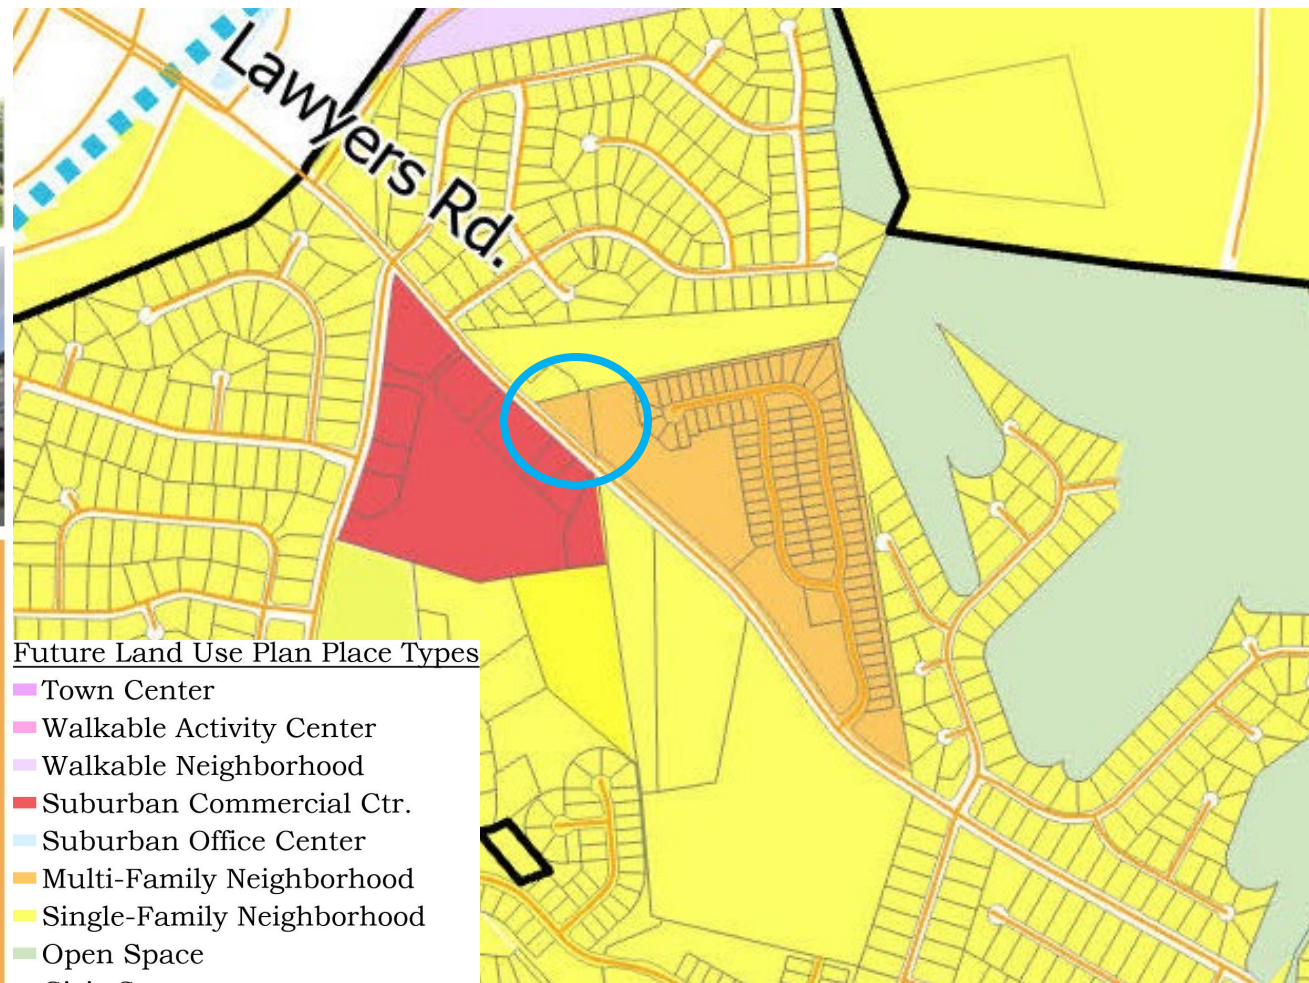 Lawyers Rd.
Future Land Use Plan Place Types
Town Center
Walkable Activity Center
Walkable Neighborhood
Suburban Commercial Ctr.
Suburban Office Center
Multi-Family Neighborhood
Single-Family Neighborhood
Open Space